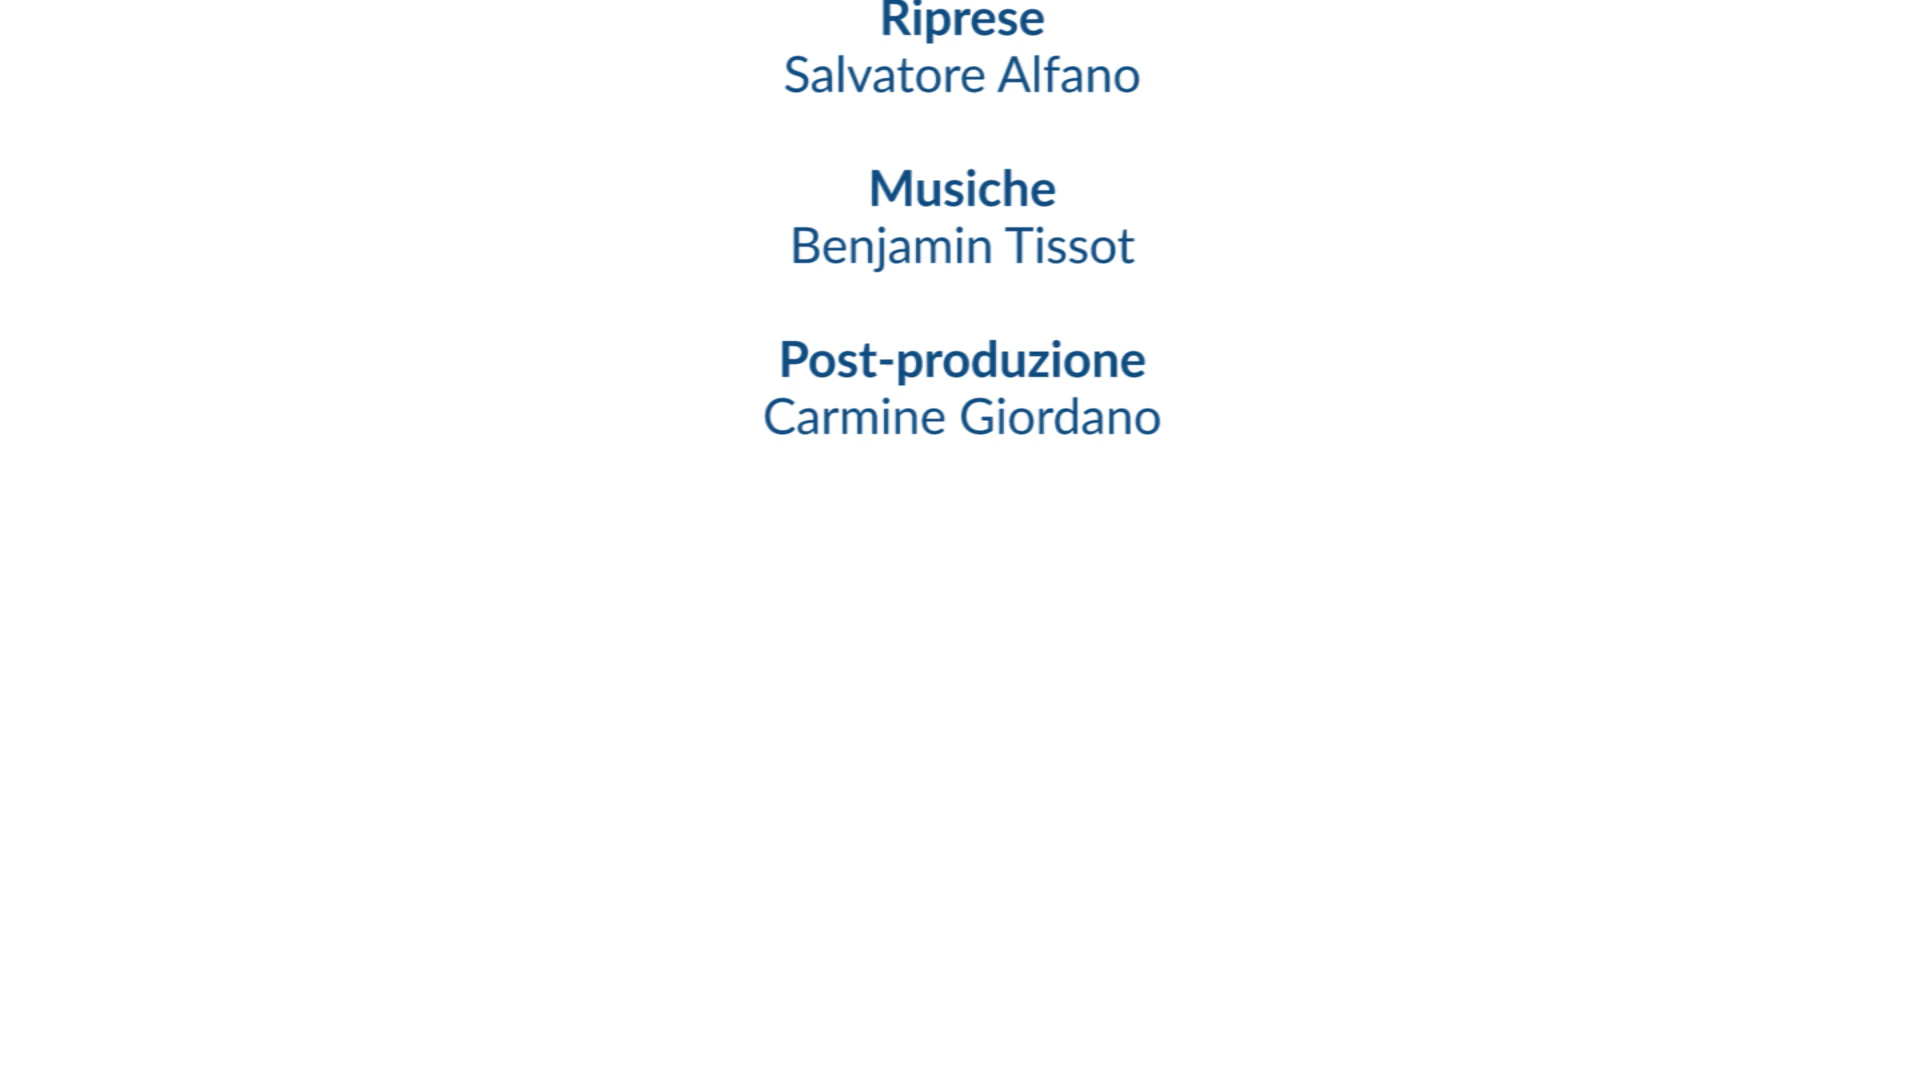 Riprese
Salvatore Alfano
Musiche
Benjamin Tissot
Post-produzione
Carmine Giordano